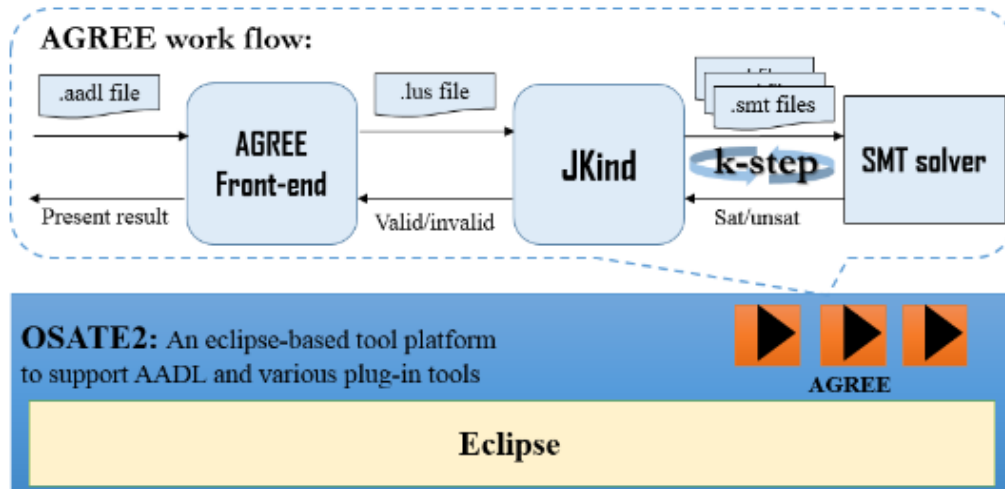 AGREE work flow:
.aadl file
.lus file
.smt files
AGREE
Front-end
JKind
k-step
SMT solver
Present result
Valid/invalid
Sat/unsat
OSATE2: An eclipse-based tool platform
to support AADL and various plug-in tools
AGREE
Eclipse